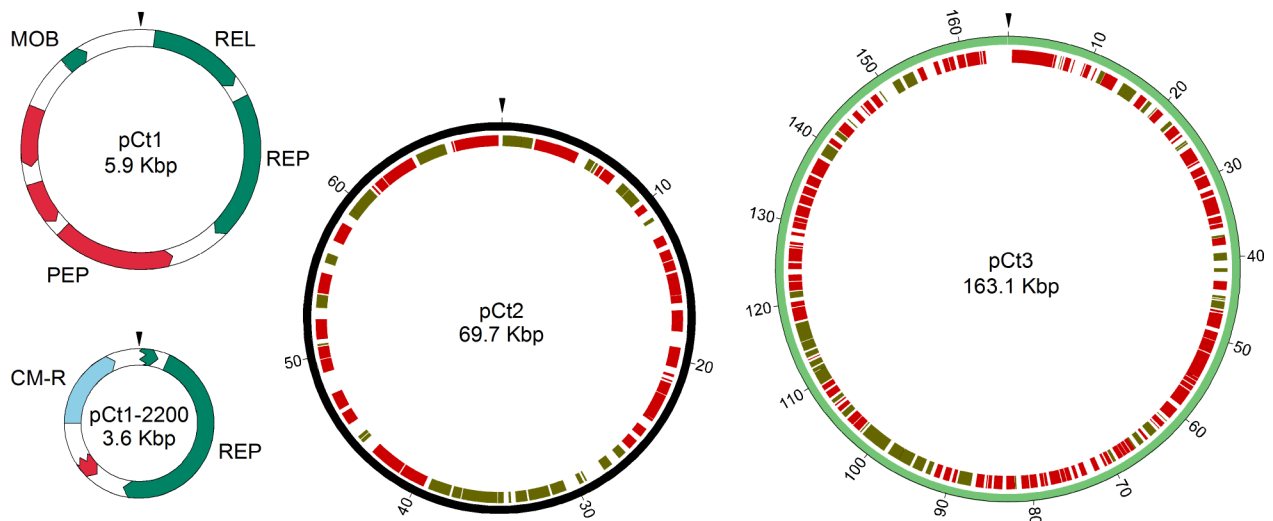 MOB
REL
pCt1
5.9 Kbp
REP
PEP
CM-R
pCt1-2200
3.6 Kbp
REP
pCt2
69.7 Kbp
10
20
30
40
50
60
pCt3
163.1 Kbp
10
20
30
40
50
60
70
80
90
100
110
120
130
140
150
160